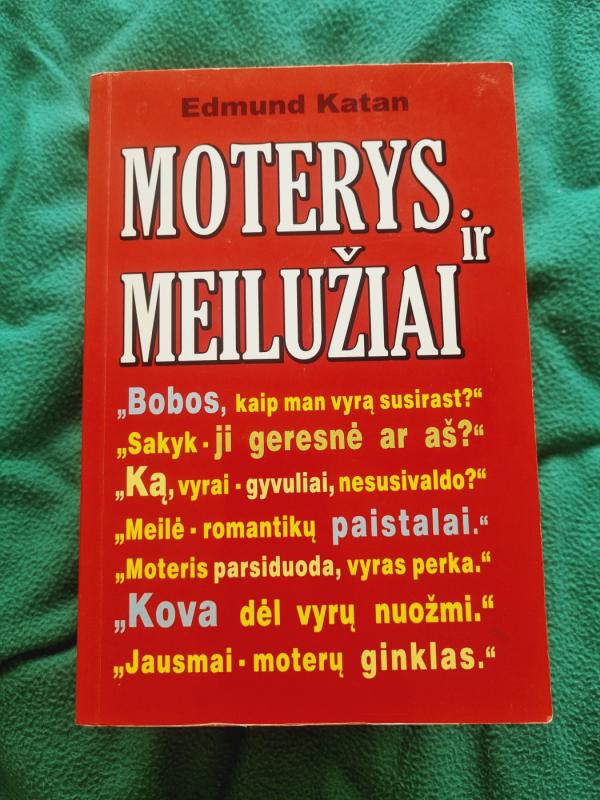 Edmund Katan
MOTERYS ir
MEILUŽIAI
„Bobos, kaip man vyrą susirast?“
„Sakyk - ji geresnė ar aš?“
„Ką, vyrai - gyvuliai, nesusivaldo?“
„Meilė - romantikų paistalai.“
„Moteris parsiduoda, vyras perka.“
„Kova dėl vyrų nuožmi.“
„Jausmai - moterų ginklas.“